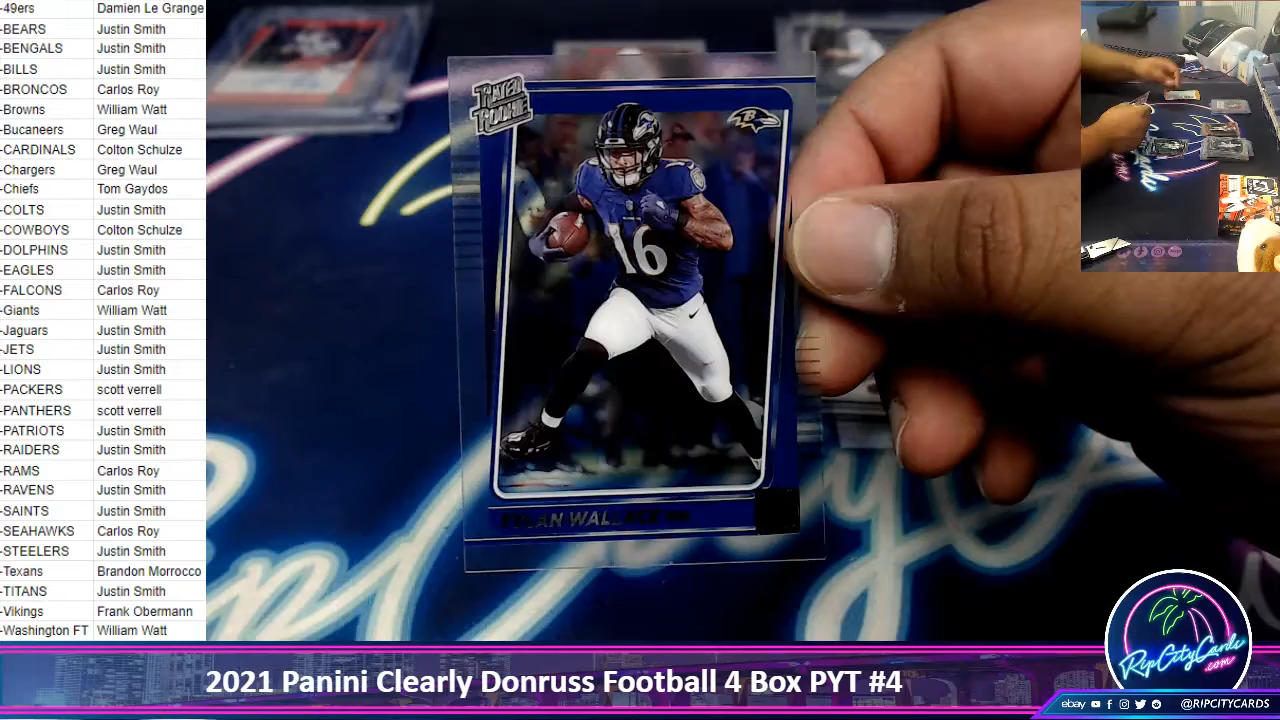 -49ers Damien Le Grange
-BEARS Justin Smith
-BENGALS Justin Smith
-BILLS Justin Smith
-BRONCOS Carlos Roy
-Browns William Watt
-Bucaneers Greg Waul
-CARDINALS Colton Schulze
-Chargers Greg Waul
-Chiefs Tom Gaydos
-COLTS Justin Smith
-COWBOYS Colton Schulze
-DOLPHINS Justin Smith
-EAGLES Justin Smith
-FALCONS Carlos Roy
-Giants William Watt
-Jaguars Justin Smith
-JETS Justin Smith
-LIONS Justin Smith
-PACKERS scott verrell
-PANTHERS scott verrell
-PATRIOTS Justin Smith
-RAIDERS Justin Smith
-RAMS Carlos Roy
-RAVENS Justin Smith
-SAINTS Justin Smith
-SEAHAWKS Carlos Roy
-STEELERS Justin Smith
-Texans Brandon Morrocco
-TITANS Justin Smith
-Vikings Frank Obermann
-Washington FT William Watt
RATED
ROOKIE
B
16
WALLACE
2021 Panini Clearly Donruss Football 4 Box PYT #4
RipCityCards
.com
ebay @RIPCITYCARDS